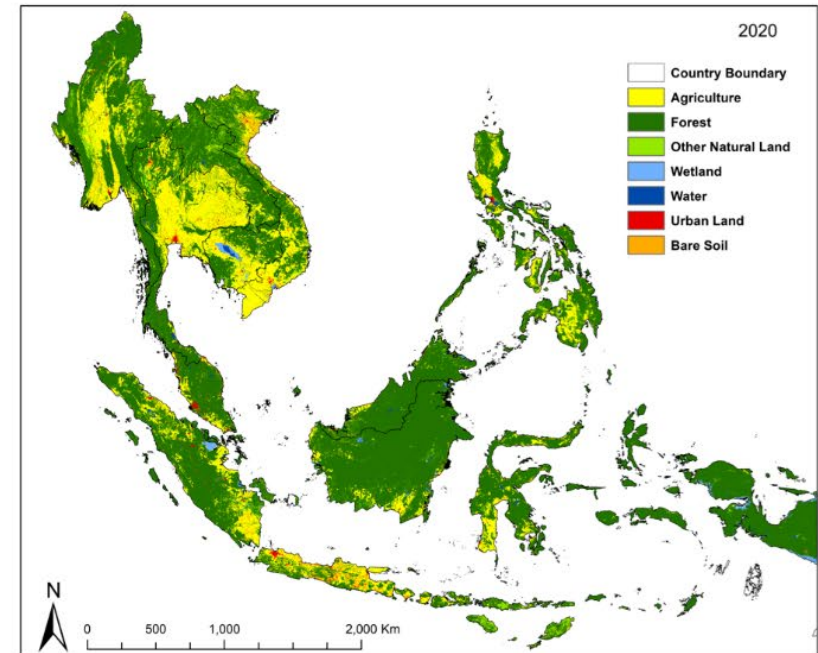 2020
Country Boundary
Agriculture
Forest
Other Natural Land
Wetland
Water
Urban Land
Bare Soil
N
0 500 1,000 2,000 Km